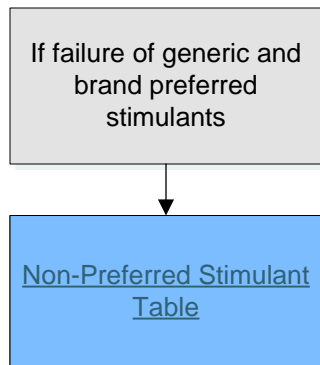 If failure of generic and
brand preferred
stimulants
Non-Preferred Stimulant
Table